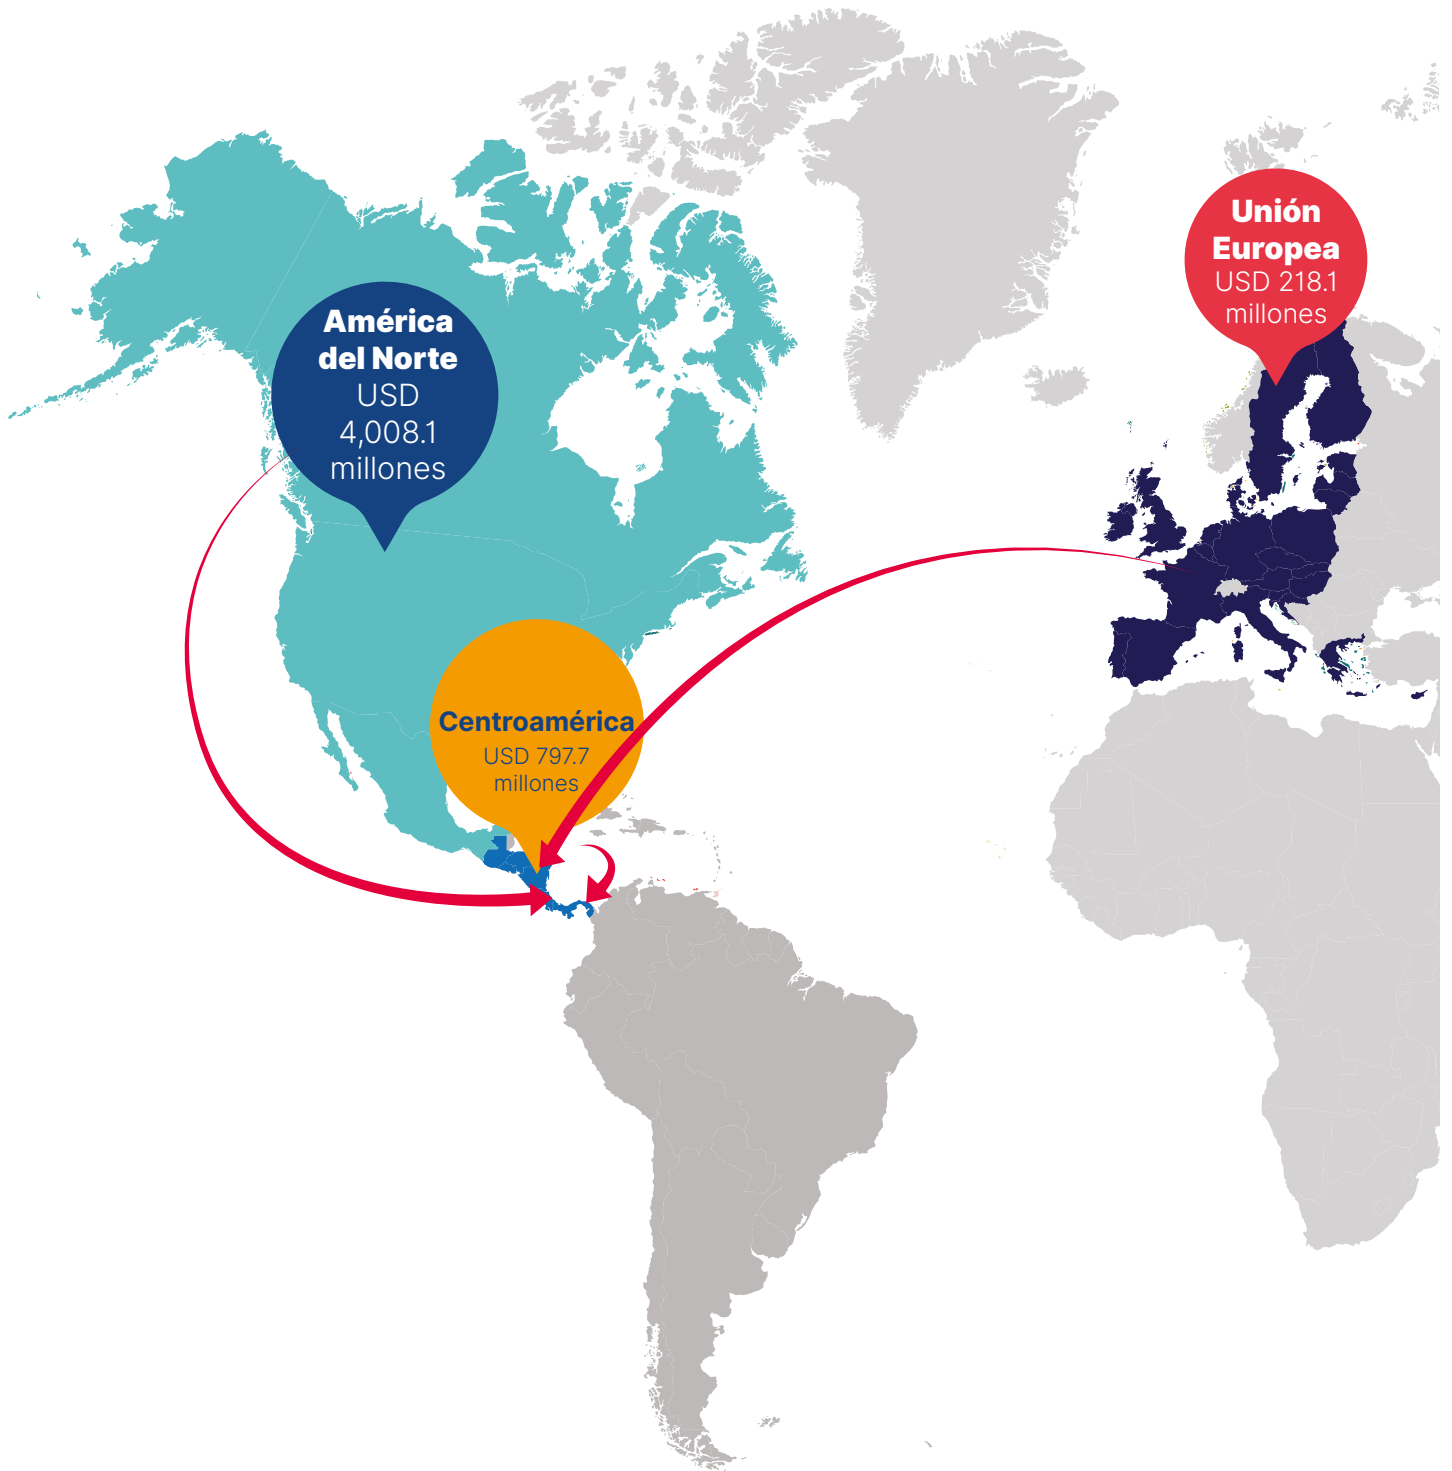 América
del Norte
USD
4,008.1
millones
Unión
Europea
USD 218.1
millones
Centroamérica
USD 797.7
millones